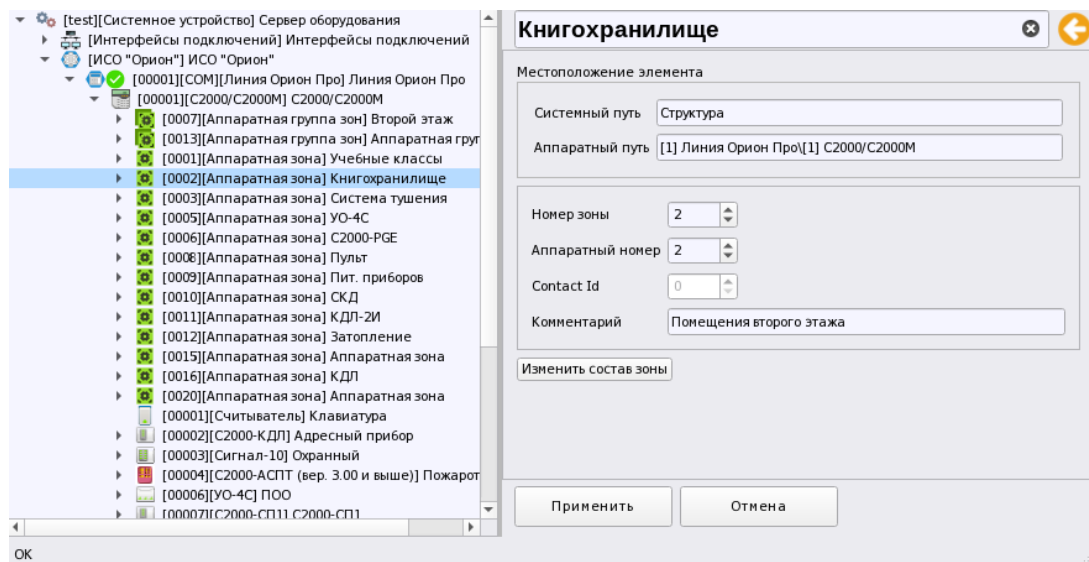 [test][Системное устройство] Сервер оборудования
[Интерфейсы подключений] Интерфейсы подключений
[ИСО "Орион"] ИСО "Орион"
[00001][COM][Линия Орион Про] Линия Орион Про
[00001][С2000/С2000М] С2000/С2000М
[0007][Аппаратная группа зон] Второй этаж
[0013][Аппаратная группа зон] Аппаратная груп
[0001][Аппаратная зона] Учебные классы
[0002][Аппаратная зона] Книгохранилище
[0003][Аппаратная зона] Система тушения
[0005][Аппаратная зона] УО-4С
[0006][Аппаратная зона] С2000-PGE
[0008][Аппаратная зона] Пульт
[0009][Аппаратная зона] Пит. приборов
[0010][Аппаратная зона] СКД
[0011][Аппаратная зона] КДЛ-2И
[0012][Аппаратная зона] Затопление
[0015][Аппаратная зона] Аппаратная зона
[0016][Аппаратная зона] КДЛ
[0020][Аппаратная зона] Аппаратная зона
[00001][Считыватель] Клавиатура
[00002][С2000-КДЛ] Адресный прибор
[00003][Сигнал-10] Охранный
[00004][С2000-АСПТ (вер. 3.00 и выше)] Пожарот
[00006][УО-4С] ПОО
[00007][С2000-СП1] С2000-СП1
OK
Книгохранилище
Местоположение элемента
Системный путь Структура
Аппаратный путь [1] Линия Орион Про\[1] С2000/С2000М
Номер зоны 2
Аппаратный номер 2
Contact Id 0
Комментарий Помещения второго этажа
Изменить состав зоны
Применить Отмена